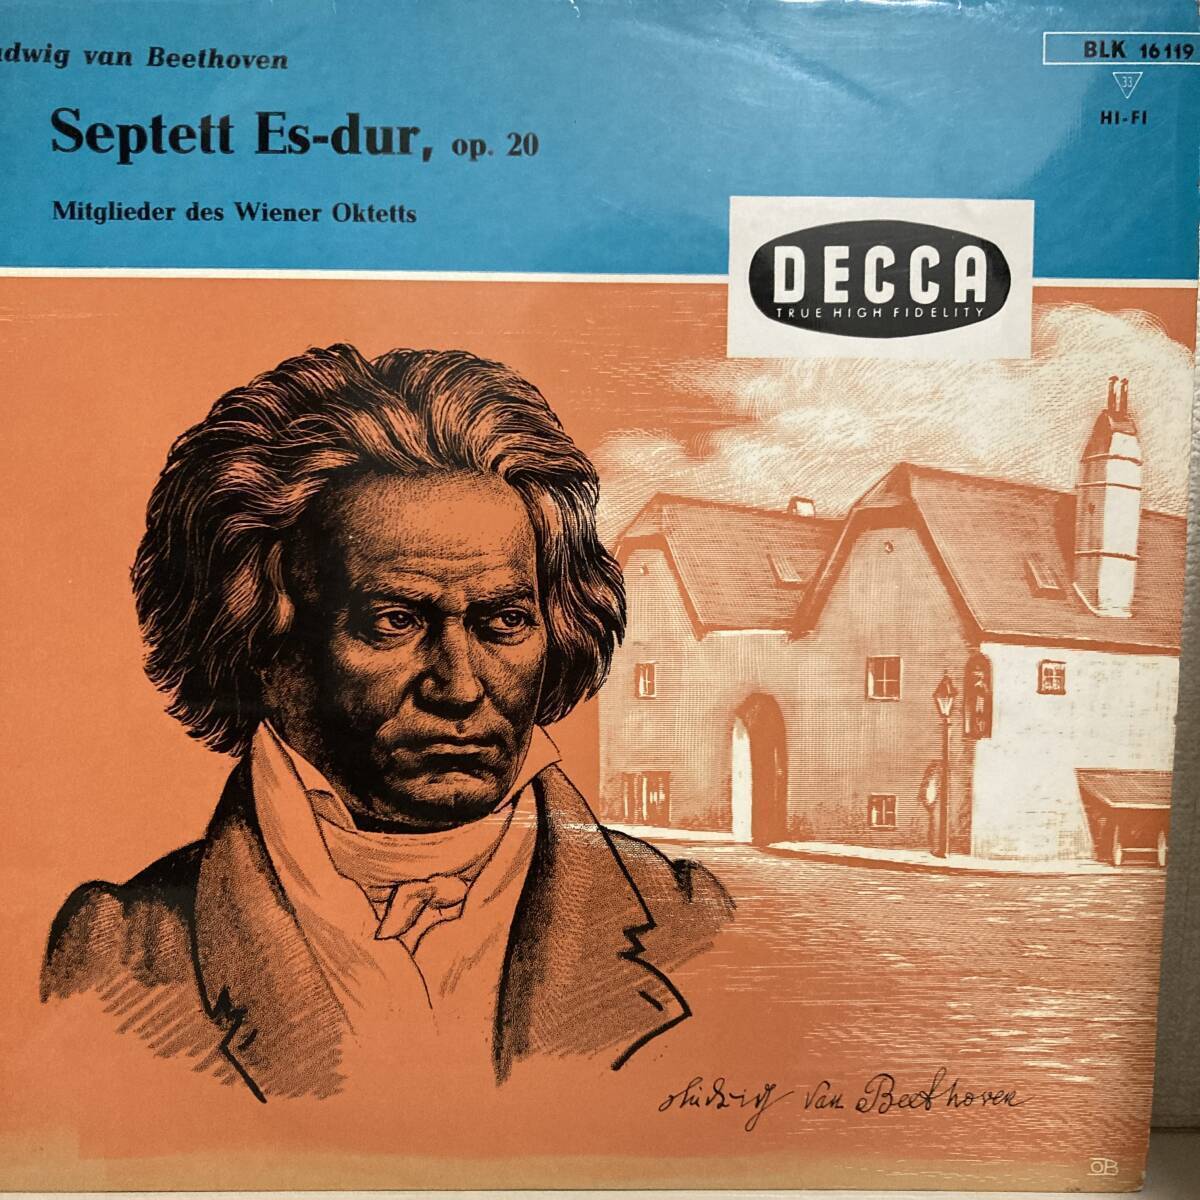 udwig van Beethoven
BLK 16119
33
HI-FI
Septett Es-dur, op. 20
Mitglieder des Wiener Oktetts
DECCA
TRUE HIGH FIDELITY
Ludwig van Beethoven